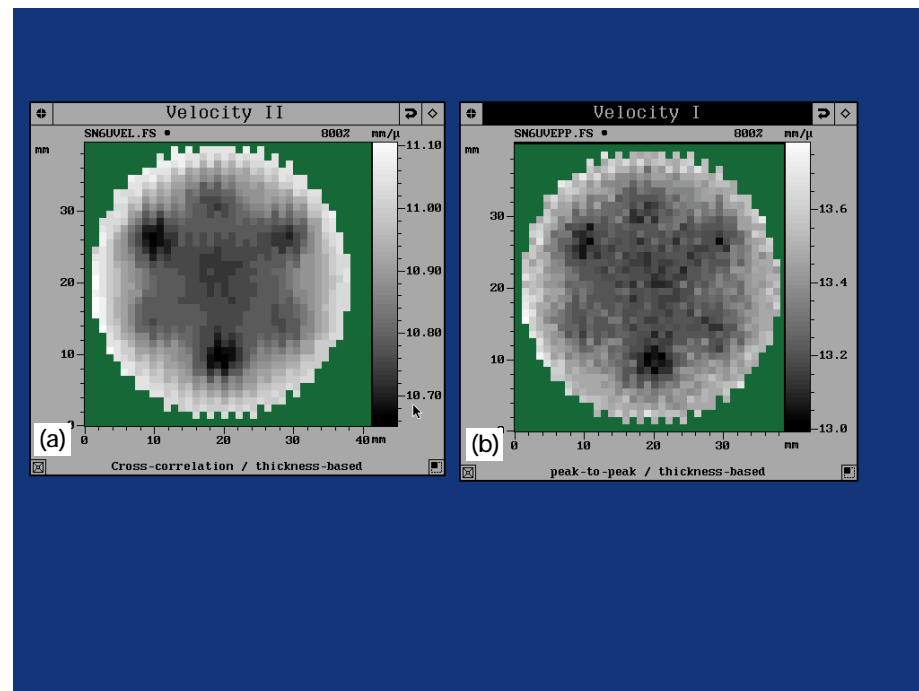 Velocity II
SN6UVEL.FS • 800% mm/μ
mm
11.10
11.00
10.90
10.80
10.70
30
20
10
0 10 20 30 40 mm
(a)
Cross-correlation / thickness-based
Velocity I
SN6UVEPP.FS • 800% mm/μ
mm
13.6
13.4
13.2
13.0
30
20
10
0 10 20 30 mm
(b)
peak-to-peak / thickness-based